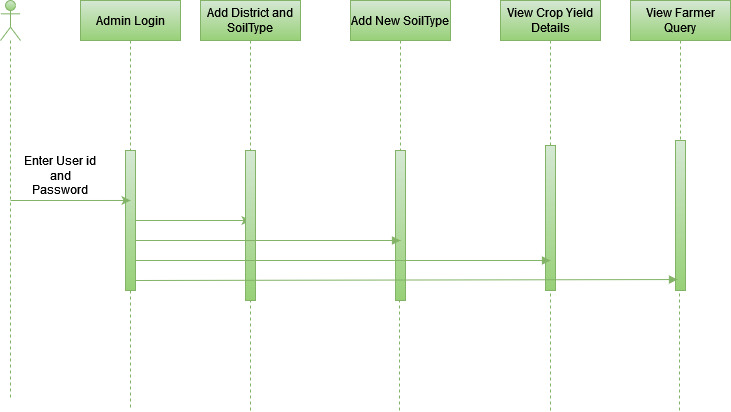 Admin Login
Add District and
SoilType
Add New SoilType
View Crop Yield
Details
View Farmer
Query
Enter User id
and
Password